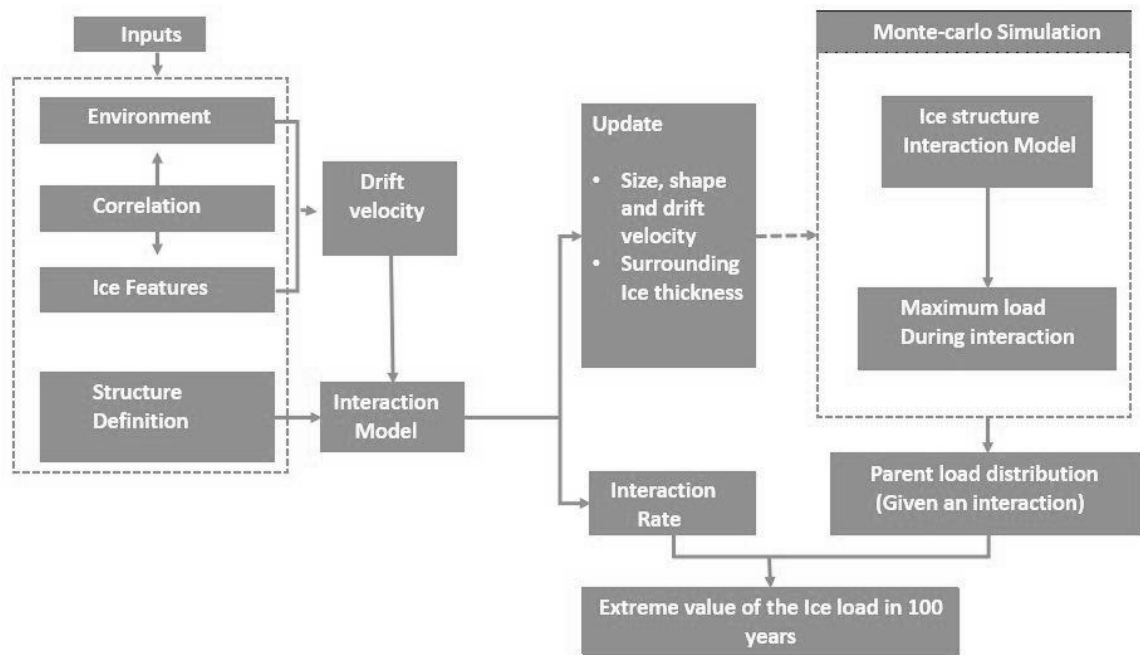 Inputs
Environment
Correlation
Ice Features
Structure
Definition
Drift
velocity
Interaction
Model
Update
• Size, shape
and drift
velocity
• Surrounding
Ice thickness
Interaction
Rate
Monte-carlo Simulation
Ice structure
Interaction Model
Maximum load
During interaction
Parent load distribution
(Given an interaction)
Extreme value of the Ice load in 100
years